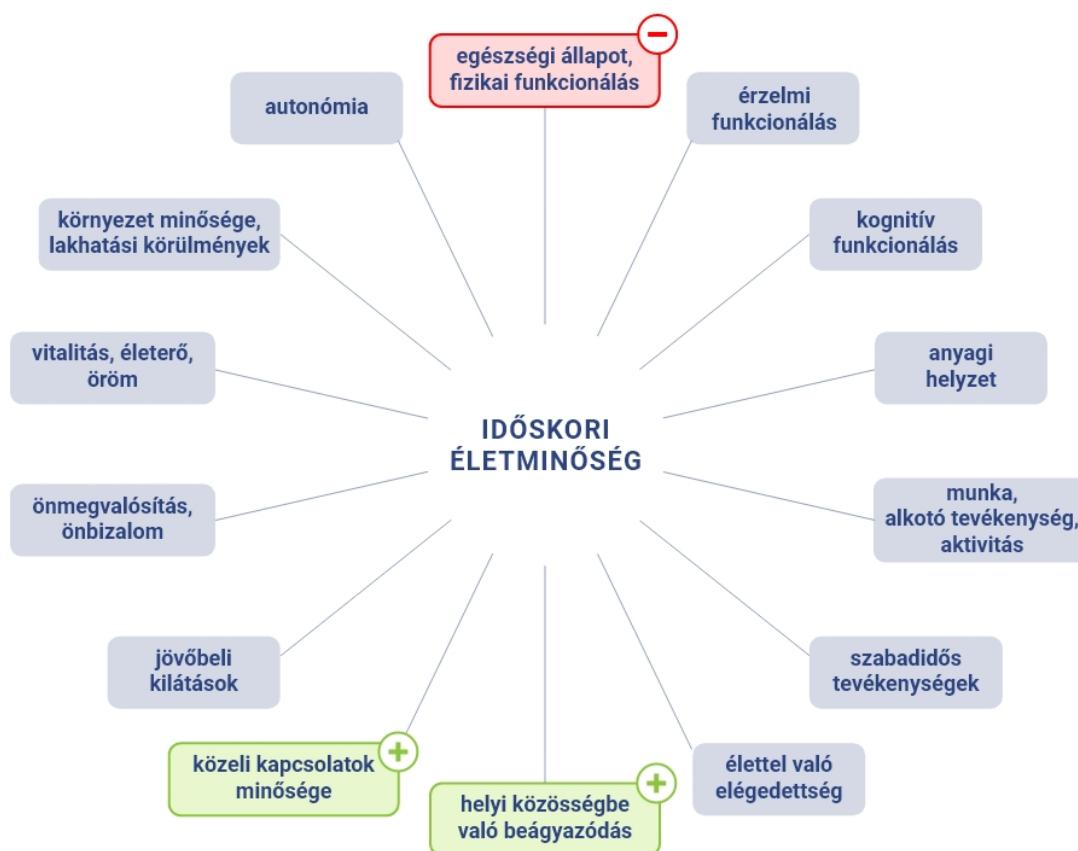 egészségi állapot,
fizikai funkcionálás
érzelmi
funkcionálás
kognitív
funkcionálás
anyagi
helyzet
munka,
alkotó tevékenység,
aktivitás
szabadidős
tevékenységek
élettel való
elégedettség
helyi közösségbe
való beágyazódás
közeli kapcsolatok
minősége
jövőbeli
kilátások
önmegvalósítás,
önbizalom
vitalitás, életerő,
öröm
környezet minősége,
lakhatási körülmények
autonómia
IDŐSKORI
ÉLETMINŐSÉG